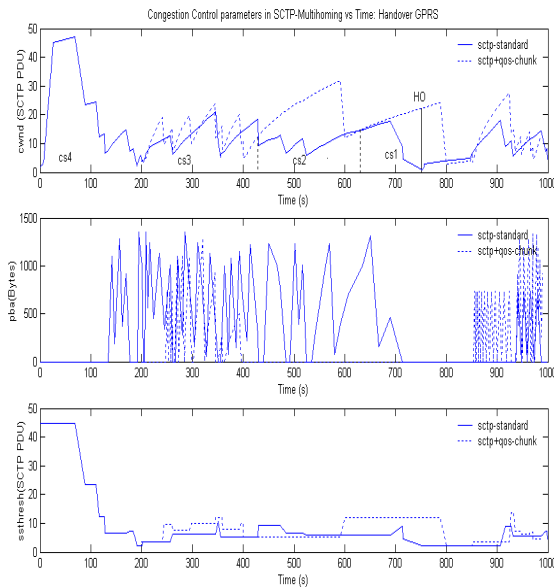 Congestion Control parameters in SCTP-Multihoming vs Time: Handover GPRS
50
40
30
20
10
0
cwnd (SCTP PDU)
sctp-standard
sctp+qos-chunk
HO
cs4
cs3
cs2
cs1
0 100 200 300 400 500 600 700 800 900 1000
Time (s)
1500
1000
500
0
pba(Bytes)
sctp-standard
sctp+qos-chunk
0 100 200 300 400 500 600 700 800 900 1000
Time (s)
50
40
30
20
10
0
ssthresh(SCTP PDU)
sctp-standard
sctp+qos-chunk
0 100 200 300 400 500 600 700 800 900 1000
Time (s)